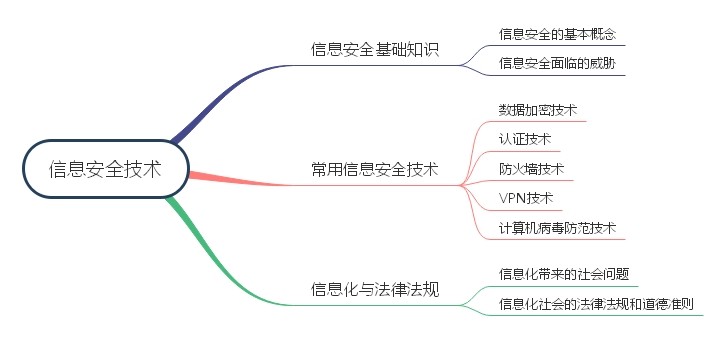 信息安全技术
信息安全基础知识
信息安全的基本概念
信息安全面临的威胁
常用信息安全技术
数据加密技术
认证技术
防火墙技术
VPN技术
计算机病毒防范技术
信息化与法律法规
信息化带来的社会问题
信息化社会的法律法规和道德准则